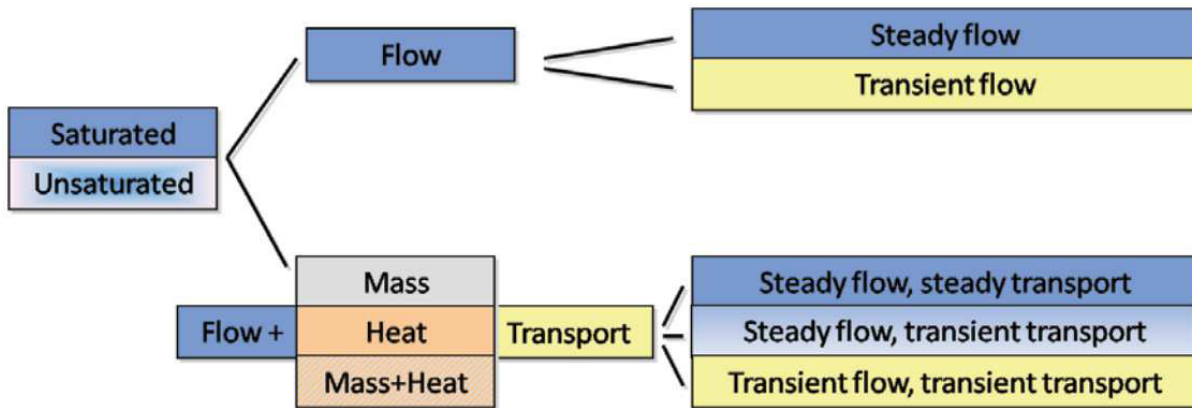 Flow
Steady flow
Transient flow
Saturated
Unsaturated
Flow +
Mass
Heat
Mass+Heat
Transport
Steady flow, steady transport
Steady flow, transient transport
Transient flow, transient transport